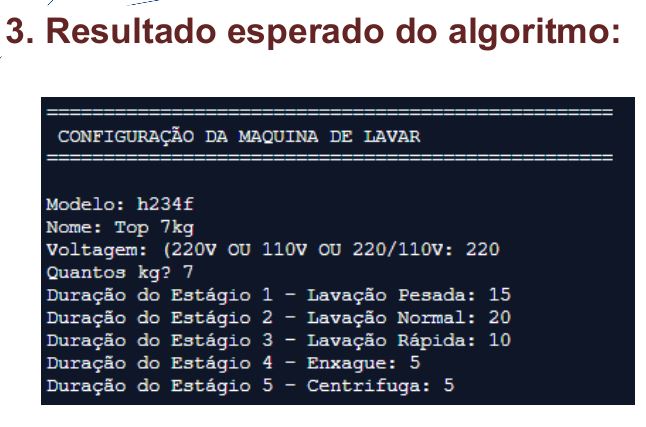 3. Resultado esperado do algoritmo:
==================================================
CONFIGURAÇÃO DA MAQUINA DE LAVAR
==================================================
Modelo: h234f
Nome: Top 7kg
Voltagem: (220V OU 110V OU 220/110V: 220
Quantos kg? 7
Duração do Estágio 1 - Lavação Pesada: 15
Duração do Estágio 2 - Lavação Normal: 20
Duração do Estágio 3 - Lavação Rápida: 10
Duração do Estágio 4 - Enxague: 5
Duração do Estágio 5 - Centrifuga: 5